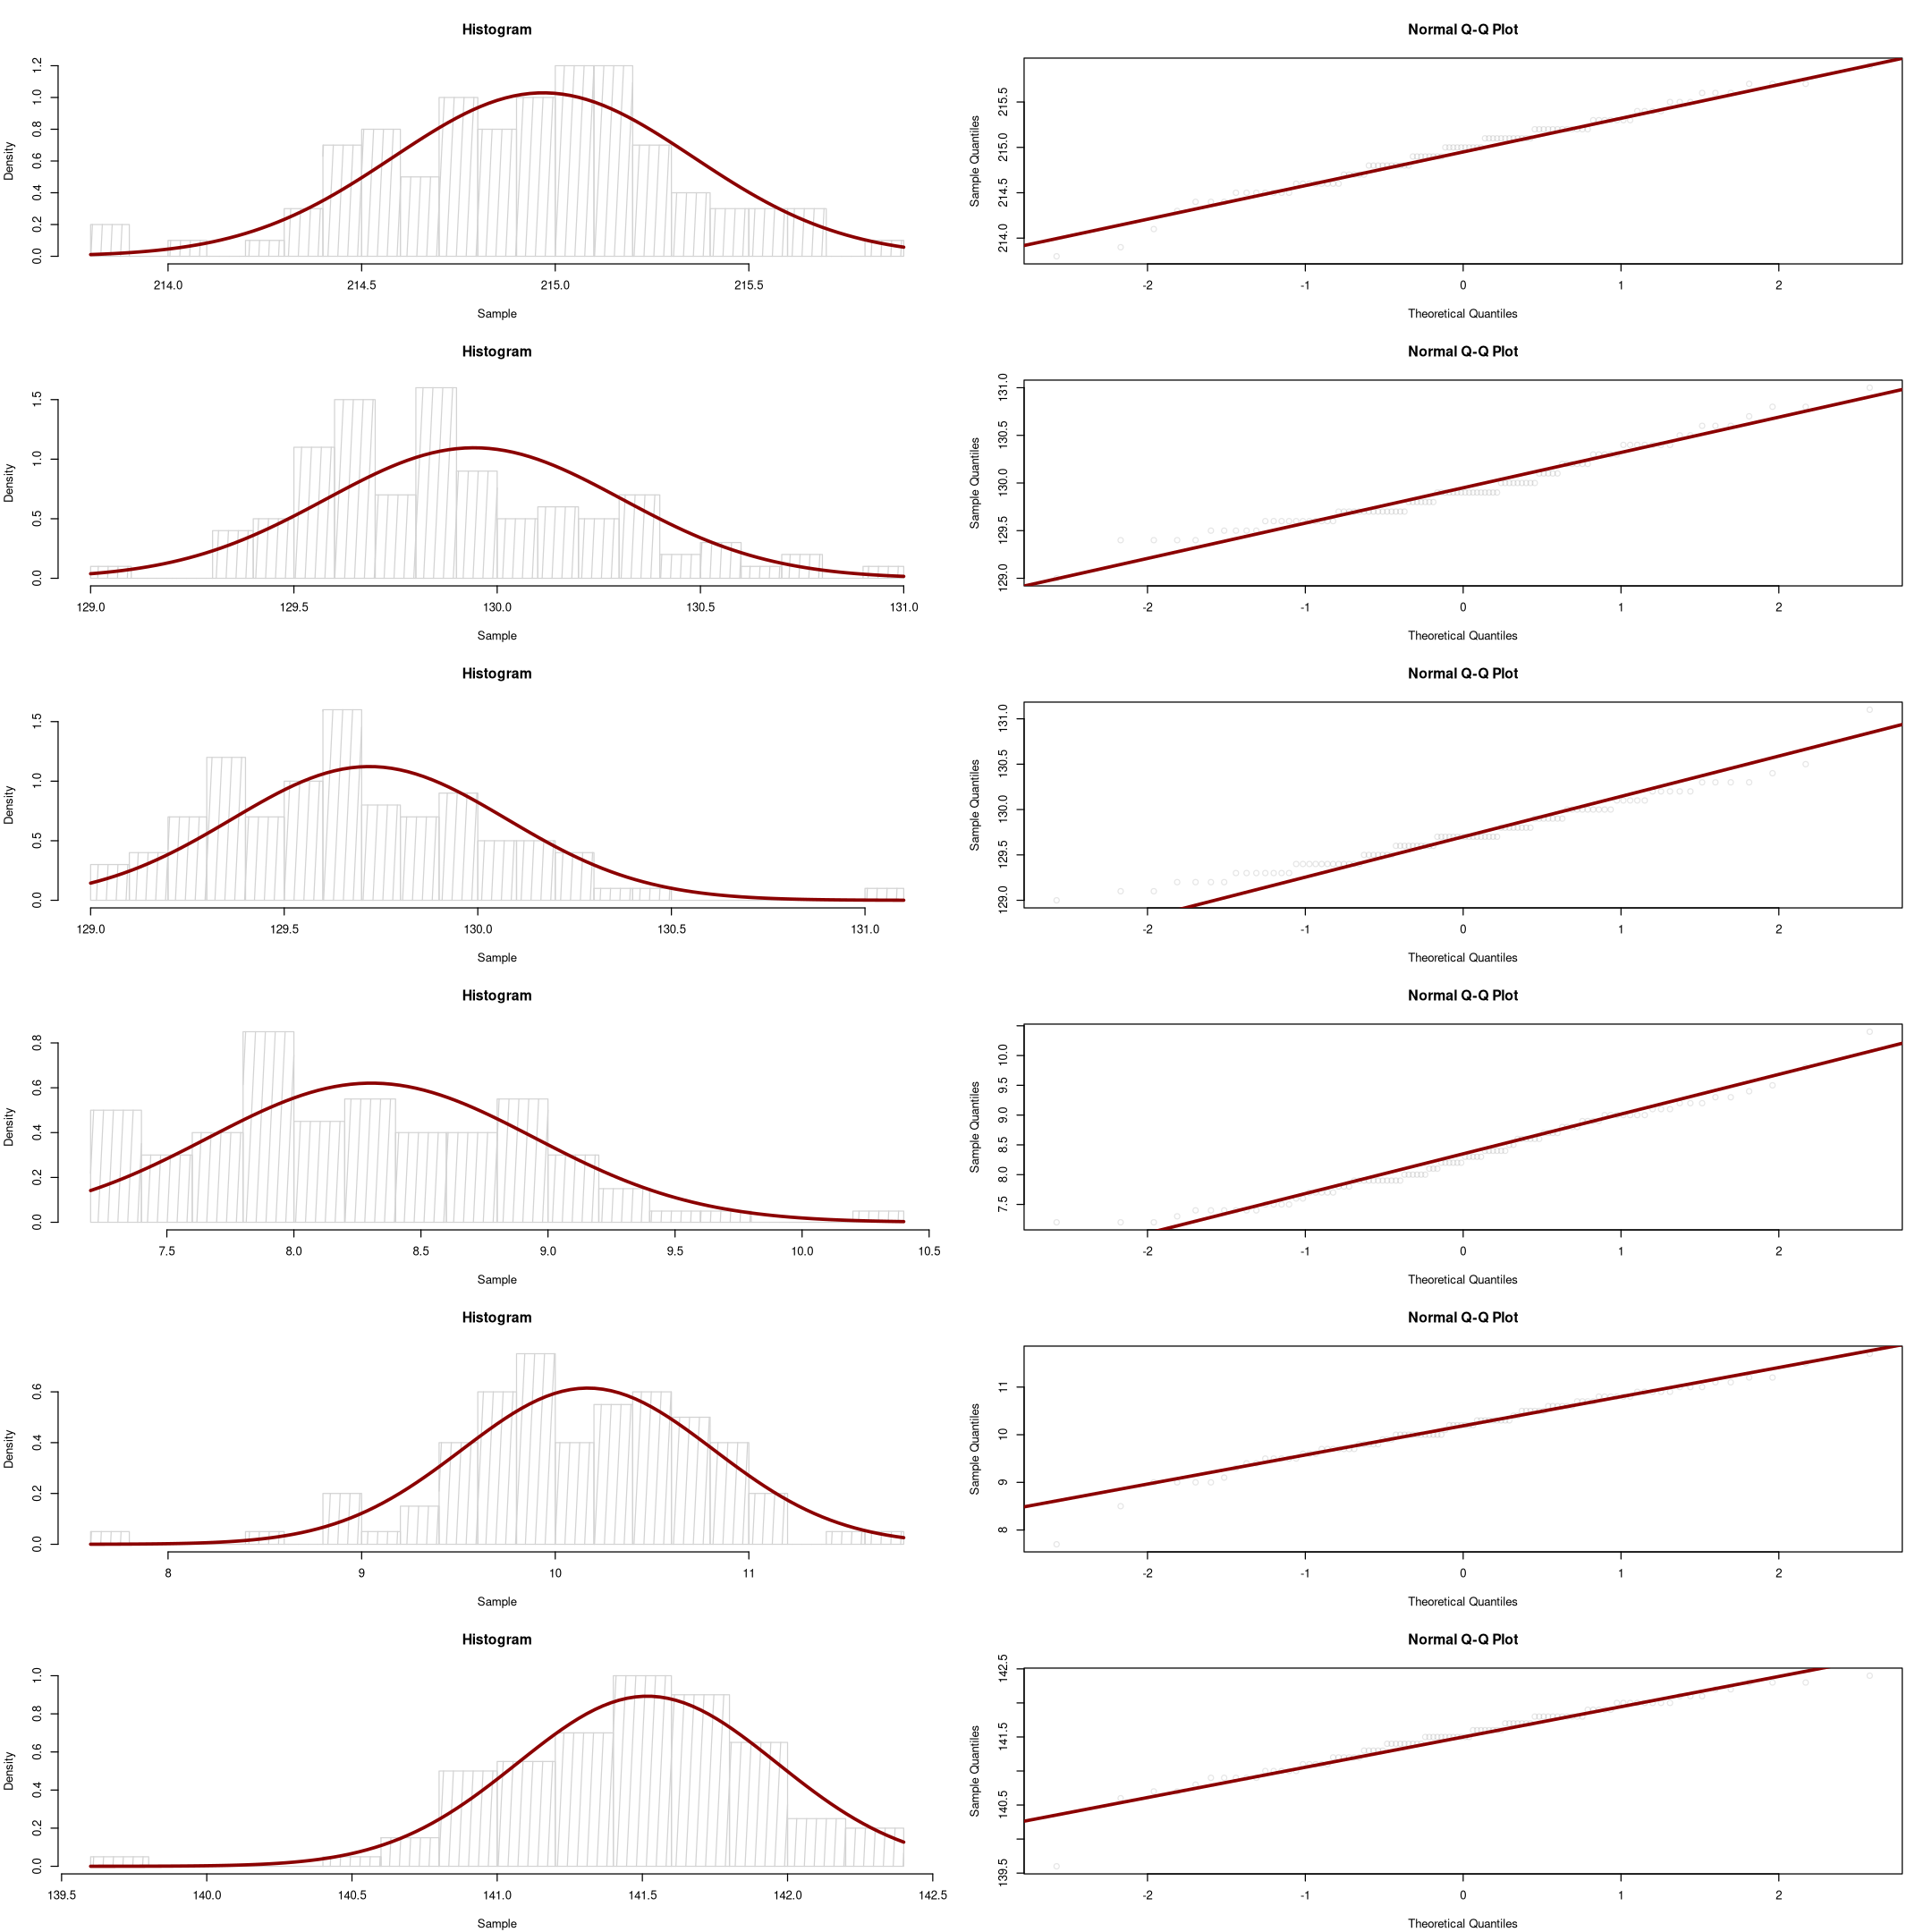 Histogram
Normal Q-Q Plot
Density
0.0 0.2 0.4 0.6 0.8 1.0 1.2
214.0 214.5 215.0 215.5
Sample
Sample Quantiles
214.0 214.5 215.0 215.5
-2 -1 0 1 2
Theoretical Quantiles
Histogram
Normal Q-Q Plot
Density
0.0 0.5 1.0 1.5
129.0 129.5 130.0 130.5 131.0
Sample
Sample Quantiles
129.0 129.5 130.0 130.5 131.0
-2 -1 0 1 2
Theoretical Quantiles
Histogram
Normal Q-Q Plot
Density
0.0 0.5 1.0 1.5
129.0 129.5 130.0 130.5 131.0
Sample
Sample Quantiles
129.0 129.5 130.0 130.5 131.0
-2 -1 0 1 2
Theoretical Quantiles
Histogram
Normal Q-Q Plot
Density
0.0 0.2 0.4 0.6 0.8
7.5 8.0 8.5 9.0 9.5 10.0 10.5
Sample
Sample Quantiles
7.5 8.0 8.5 9.0 9.5 10.0
-2 -1 0 1 2
Theoretical Quantiles
Histogram
Normal Q-Q Plot
Density
0.0 0.2 0.4 0.6
8 9 10 11
Sample
Sample Quantiles
8 9 10 11
-2 -1 0 1 2
Theoretical Quantiles
Histogram
Normal Q-Q Plot
Density
0.0 0.2 0.4 0.6 0.8 1.0
139.5 140.0 140.5 141.0 141.5 142.0 142.5
Sample
Sample Quantiles
139.5 140.5 141.5 142.5
-2 -1 0 1 2
Theoretical Quantiles